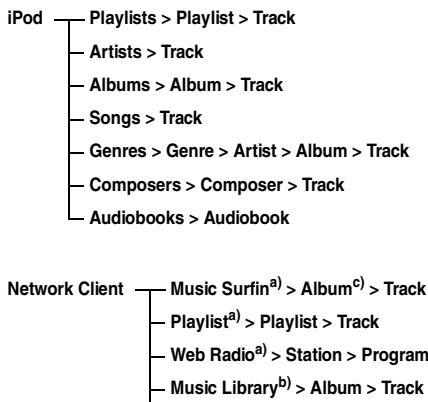 iPod Playlists > Playlist > Track
Artists > Track
Albums > Album > Track
Songs > Track
Genres > Genre > Artist > Album > Track
Composers > Composer > Track
Audiobooks > Audiobook
Network Client Music Surfin a) > Album c) > Track
Playlist a) > Playlist > Track
Web Radio a) > Station > Program
Music Library b) > Album > Track